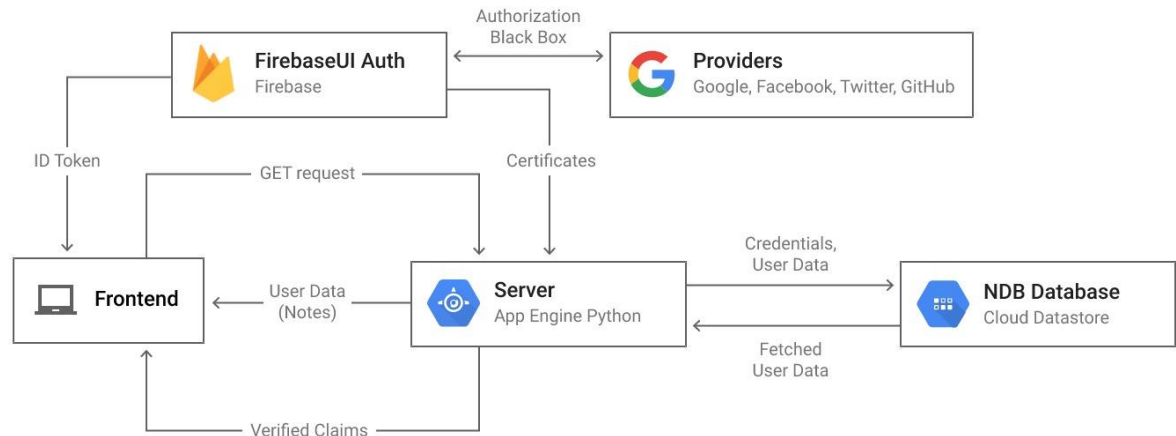 Authorization
Black Box
FirebaseUI Auth
Firebase
Providers
Google, Facebook, Twitter, GitHub
ID Token
GET request
Certificates
Credentials,
User Data
Frontend
User Data
(Notes)
Server
App Engine Python
NDB Database
Cloud Datastore
Fetched
User Data
Verified Claims